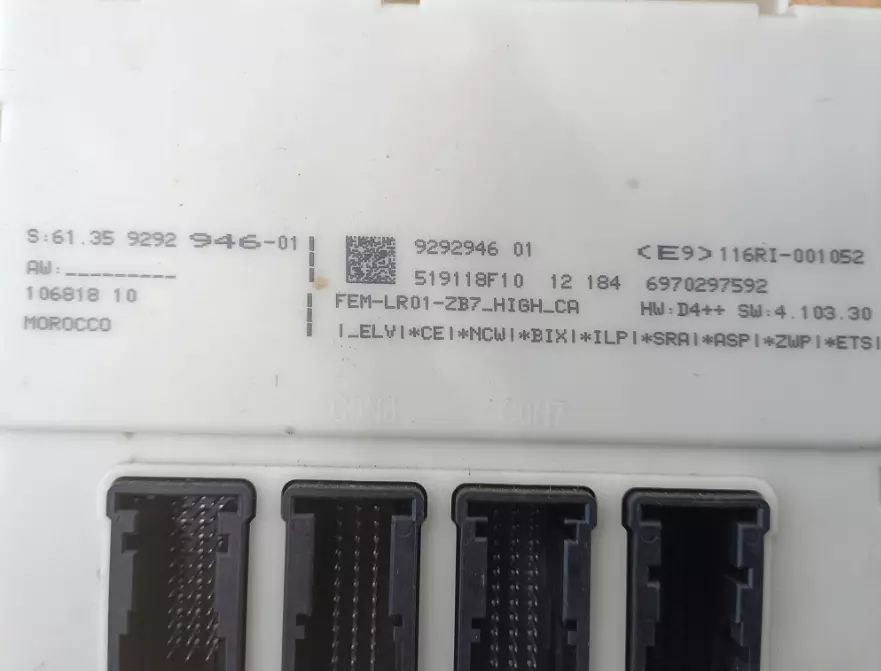 S:61.35 9292 946-01
AW:_________
106818 10
MOROCCO
9292946 01
<E9>116RI-001052
519118F10 12 184 6970297592
FEM-LR01-ZB7_HIGH_CA
HW:D4++ SW:4.103.30
|_ELV|*CE|*NCW|*BIX|*ILP|*SRA|*ASP|*ZWP|*ETS|